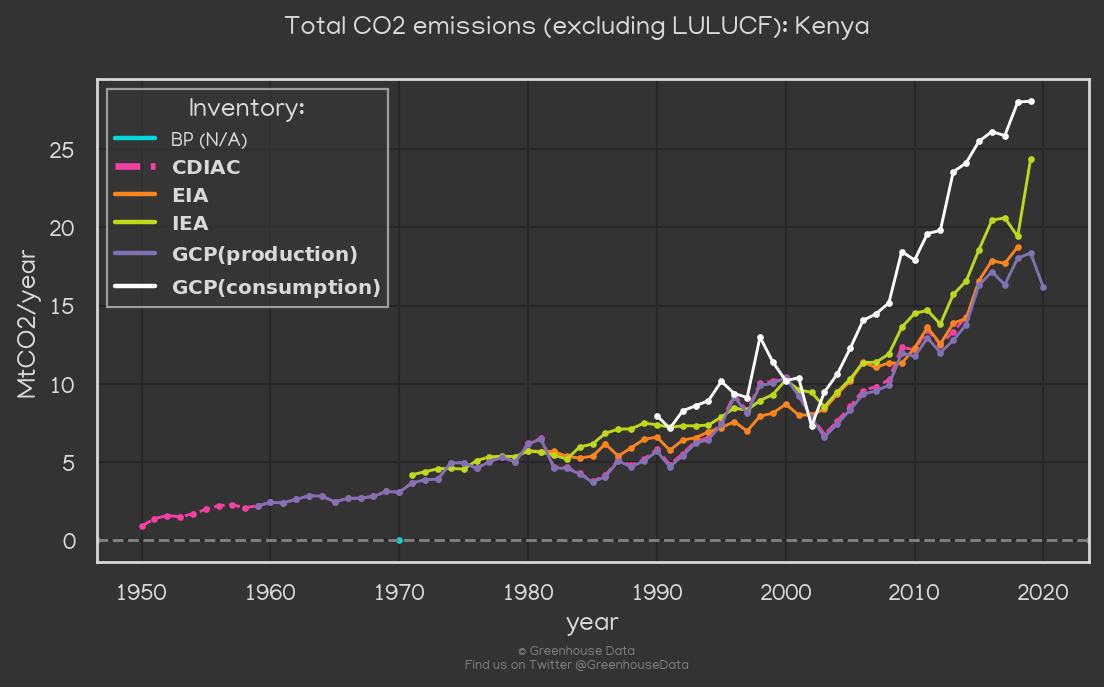 Total CO2 emissions (excluding LULUCF): Kenya
Inventory:
BP (N/A)
CDIAC
EIA
IEA
GCP(production)
GCP(consumption)
MtCO2/year
25
20
15
10
5
0
1950 1960 1970 1980 1990 2000 2010 2020
year
© Greenhouse Data
Find us on Twitter @GreenhouseData